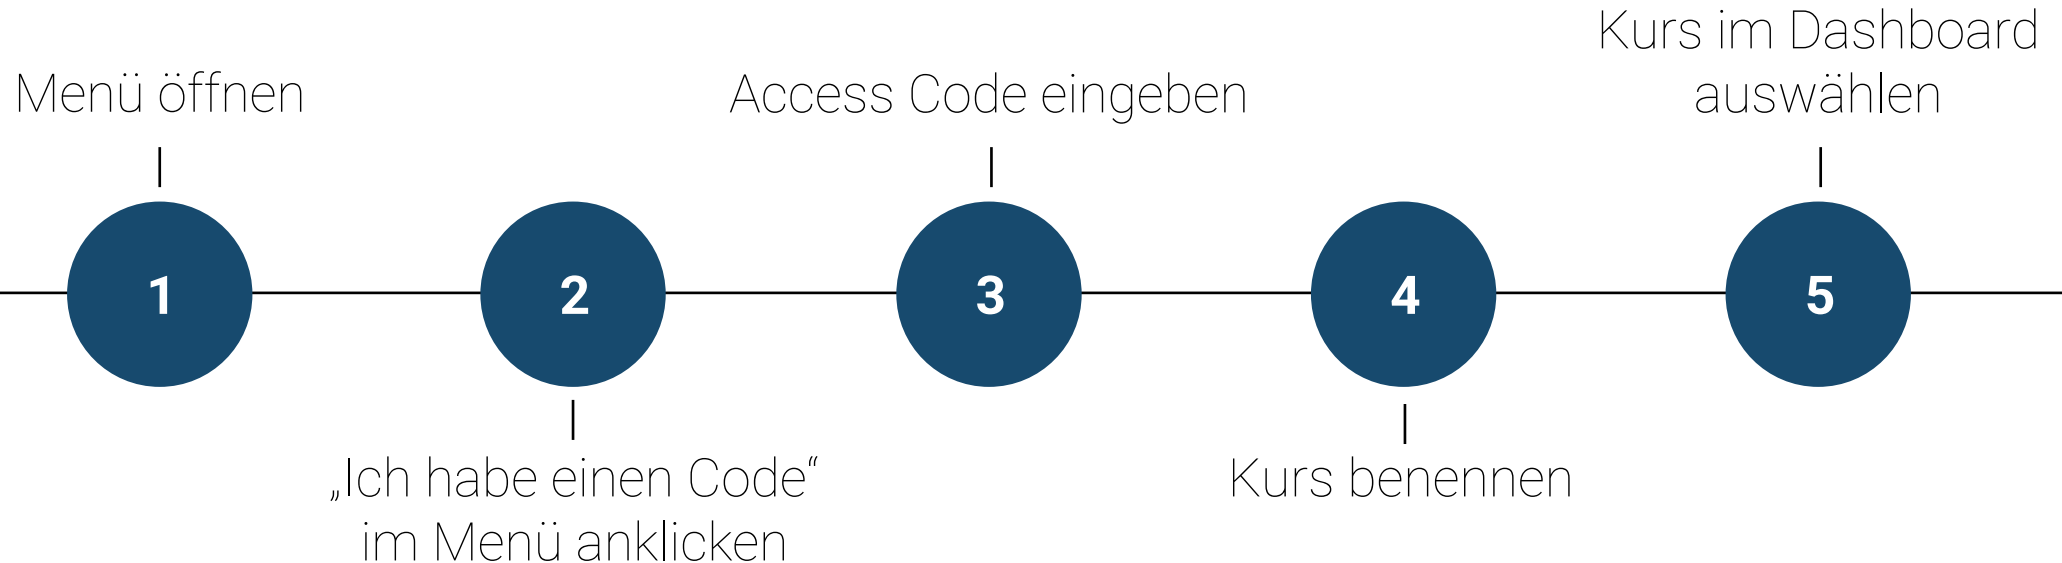 Menü öffnen
1
2
„Ich habe einen Code“
im Menü anklicken
Access Code eingeben
3
4
Kurs benennen
Kurs im Dashboard
auswählen
5